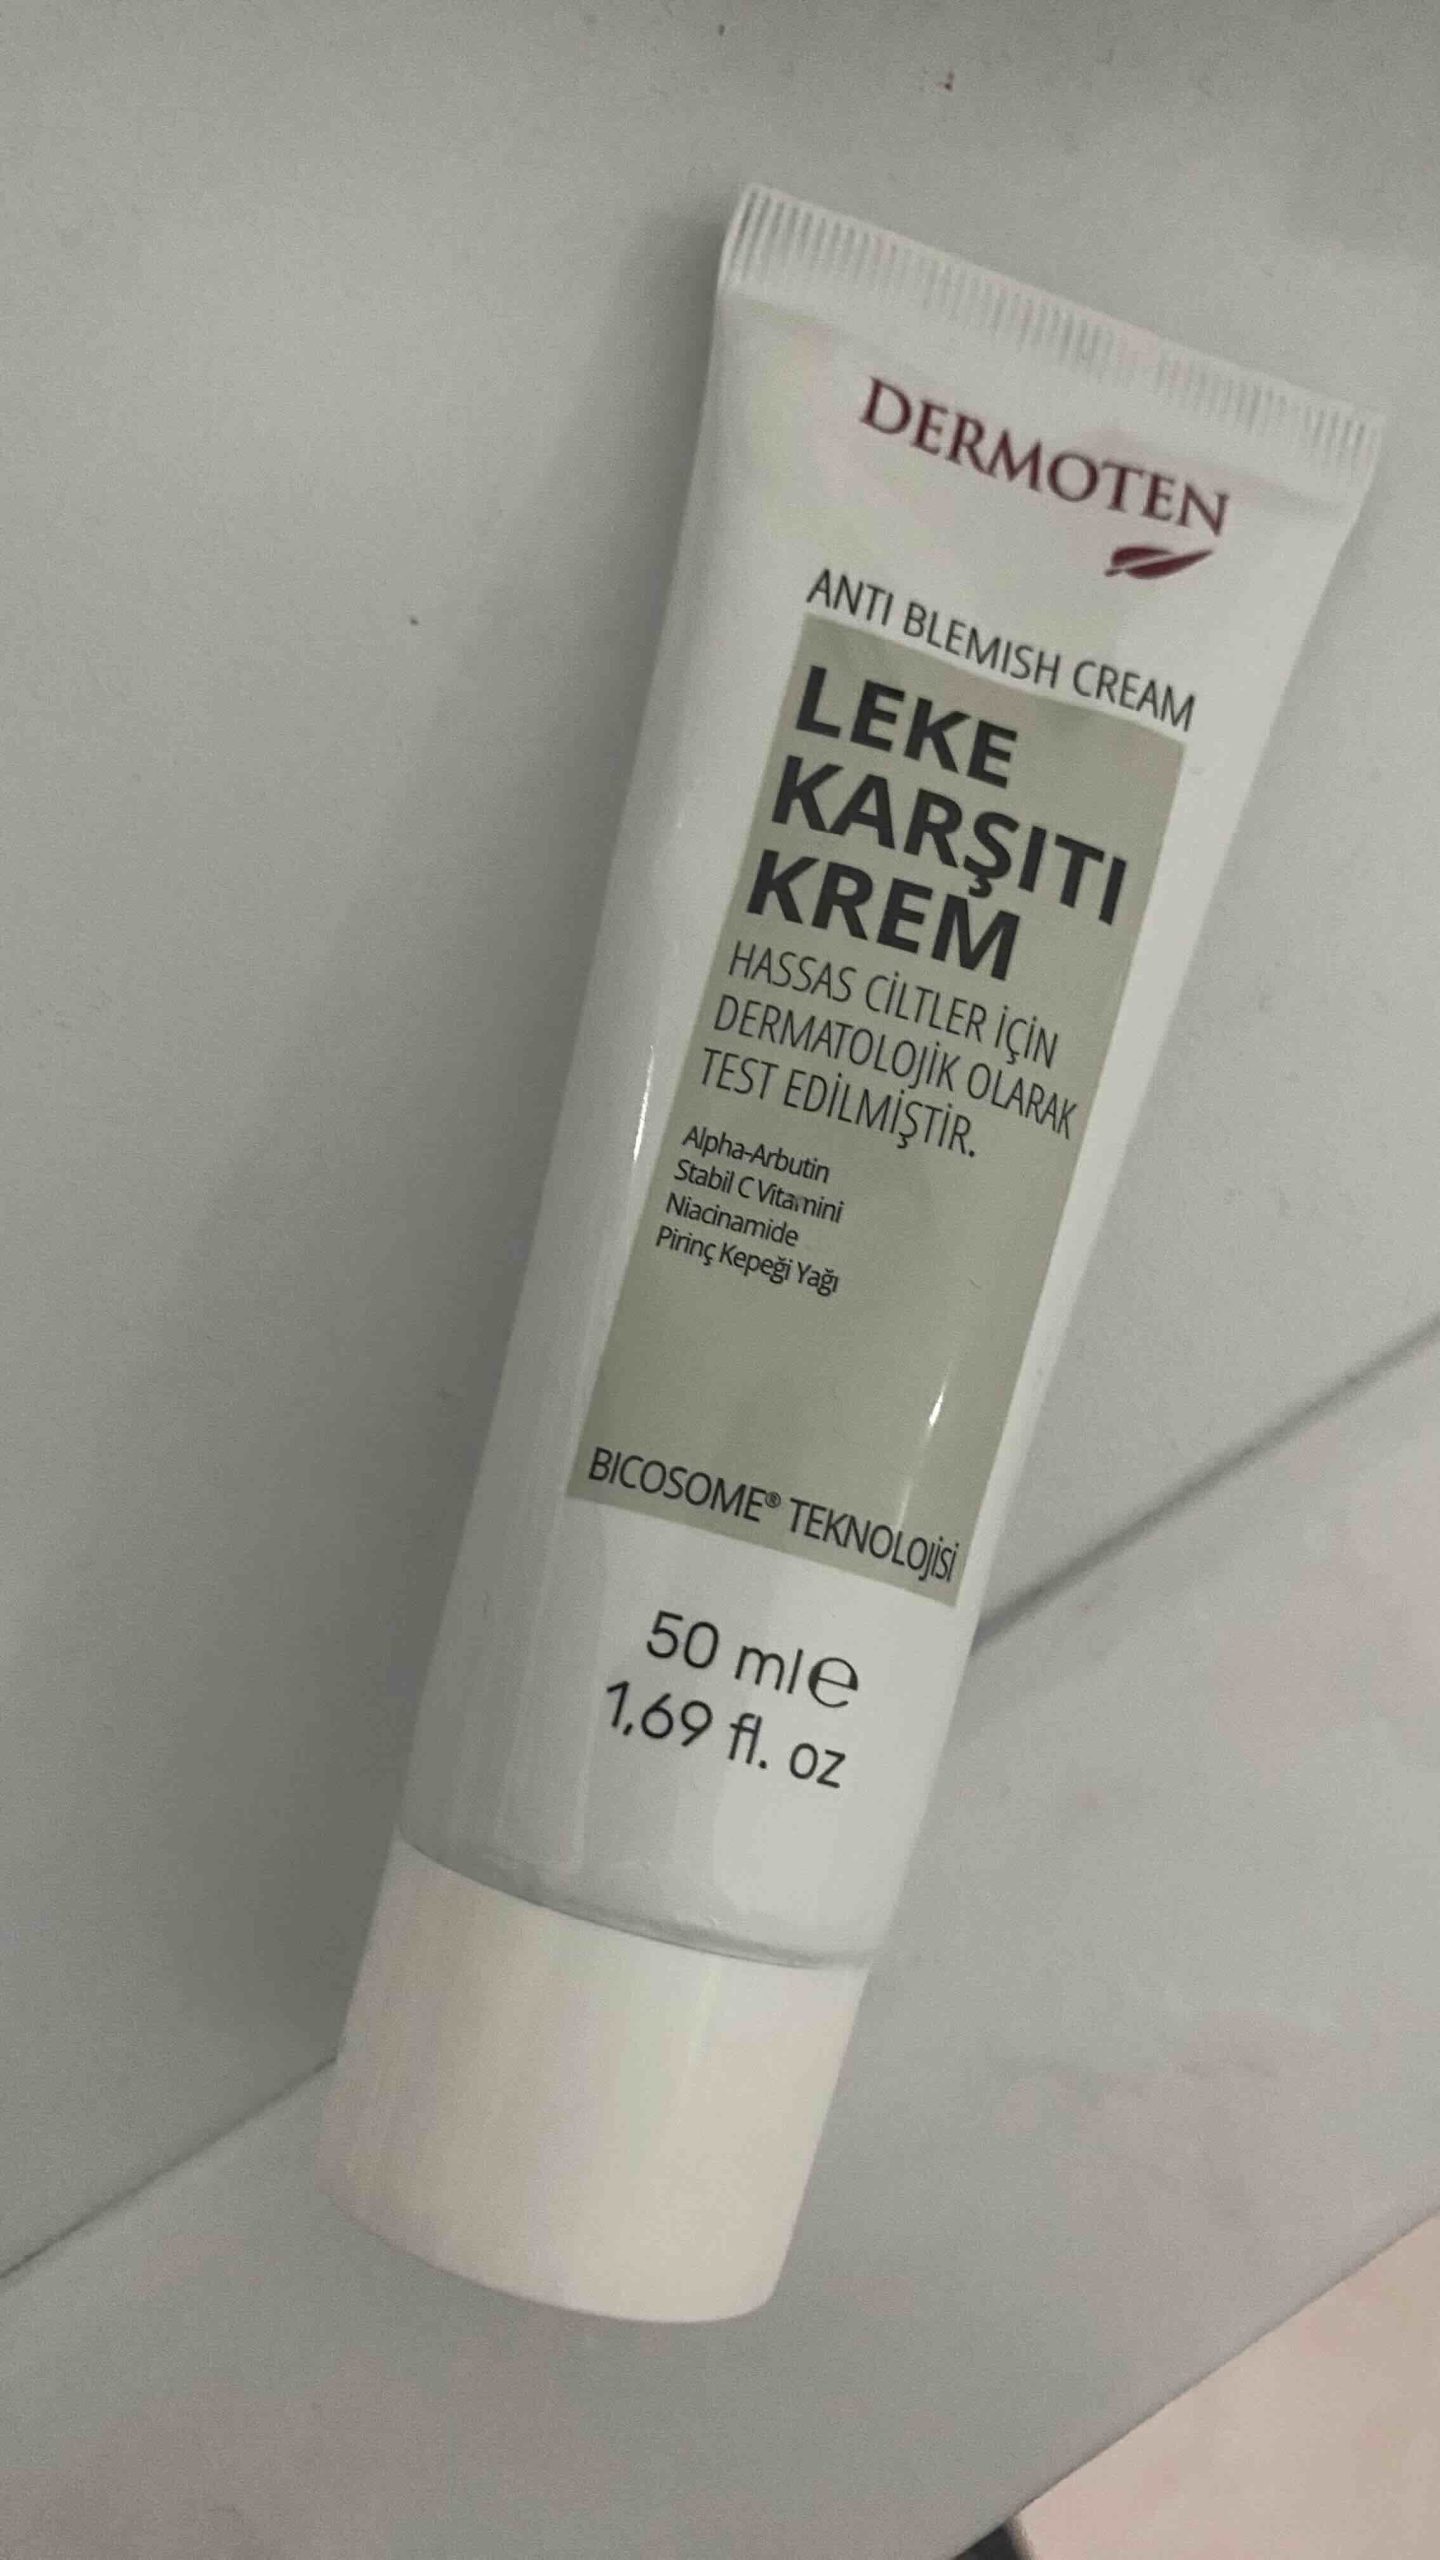 DERMOTEN
ANTI BLEMISH CREAM
LEKE
KARŞITI
KREM
HASSAS CİLTLER İÇİN
DERMATOLOJİK OLARAK
TEST EDİLMİŞTİR.
Alpha-Arbutin
Stabil C Vitamini
Niacinamide
Pirinç Kepeği Yağı
BICOSOME® TEKNOLOJİSİ
50 ml℮
1,69 fl. oz